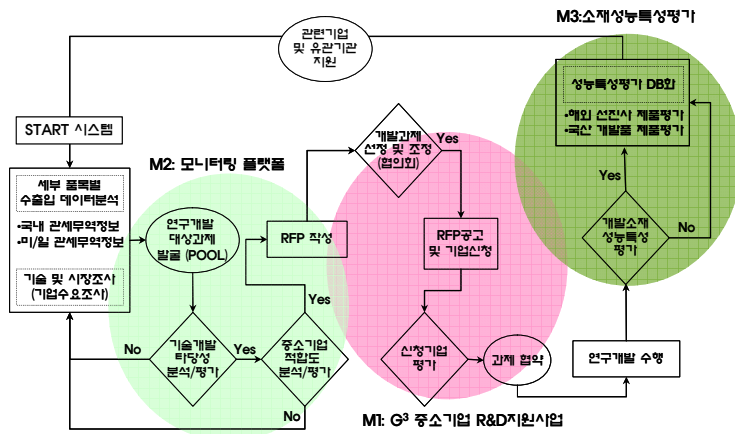 M3:소재성능특성평가
관련기업
및 유관기관
지원
START 시스템
세부 품목별
수출입 데이터분석
•국내 관세무역정보
•미/일 관세무역정보
기술 및 시장조사
(기업수요조사)
M2: 모니터링 플랫폼
연구개발
대상과제
발굴 (POOL)
기술개발
타당성
분석/평가
No
Yes
중소기업
적합도
분석/평가
No
Yes
RFP 작성
개발과제
선정 및 조정
(협의회)
Yes
RFP공고
및 기업신청
신청기업
평가
과제 협약
M1: G³ 중소기업 R&D지원사업
연구개발 수행
개발소재
성능특성
평가
Yes
No
성능특성평가 DB화
•해외 선진사 제품평가
•국산 개발품 제품평가